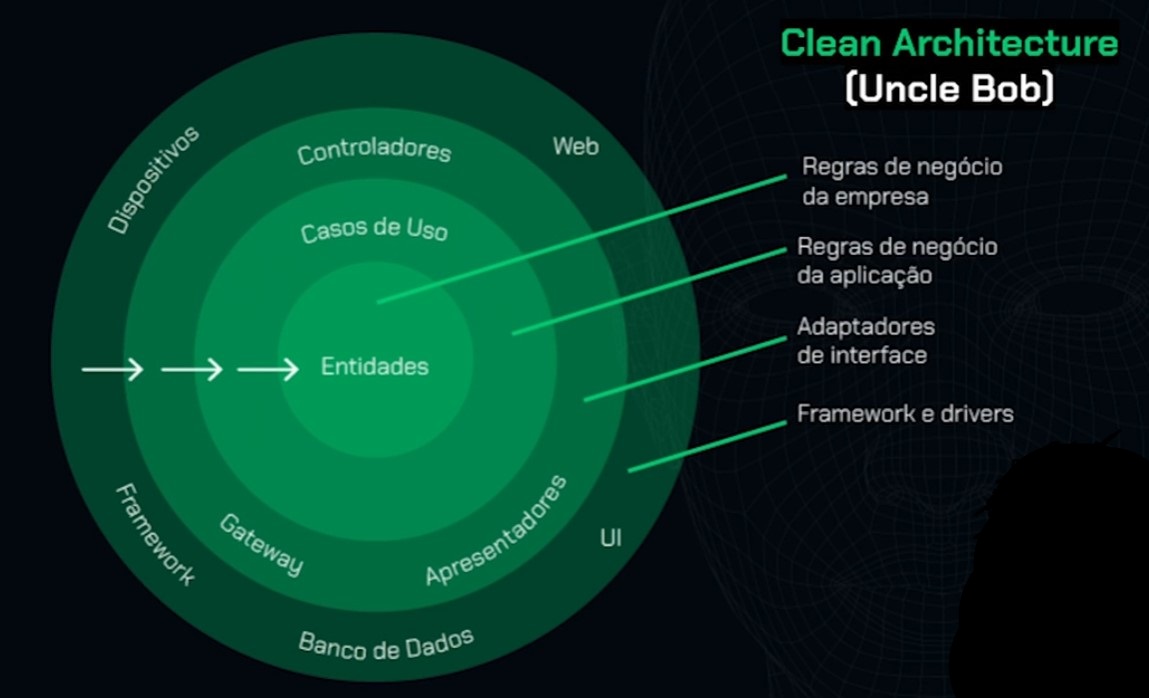 Clean Architecture
(Uncle Bob)
Dispositivos
Controladores
Web
Casos de Uso
Entidades
Framework
Gateway
Apresentadores
UI
Banco de Dados
Regras de negócio
da empresa
Regras de negócio
da aplicação
Adaptadores
de interface
Framework e drivers